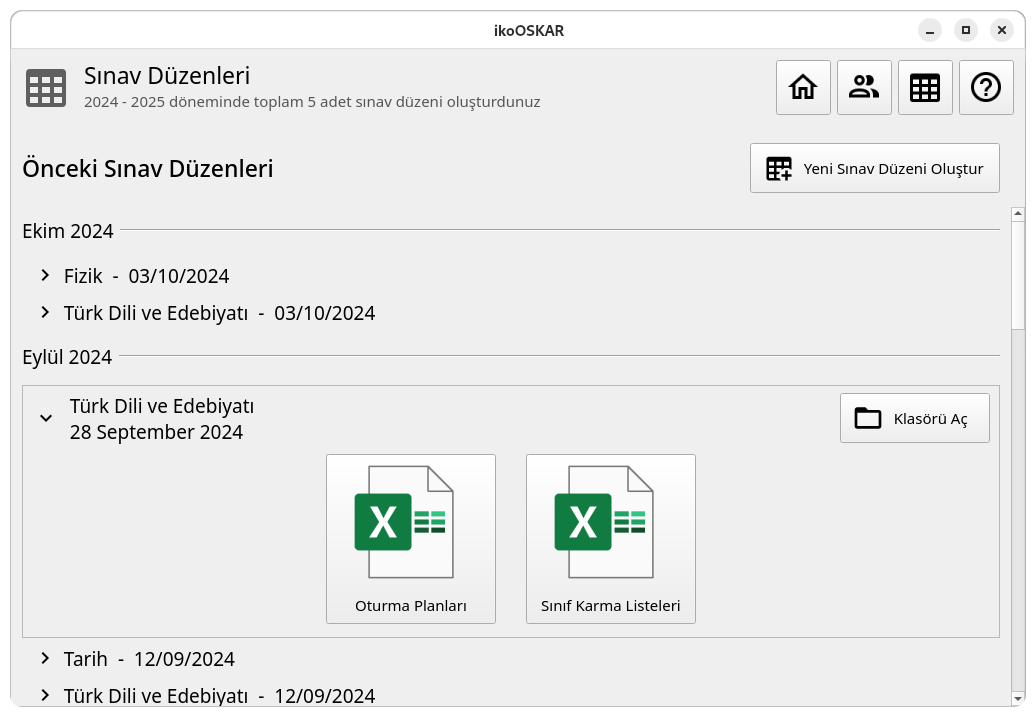 ikoOSKAR
Sınav Düzenleri
2024 - 2025 döneminde toplam 5 adet sınav düzeni oluşturdunuz
Önceki Sınav Düzenleri
Yeni Sınav Düzeni Oluştur
Ekim 2024
Fizik - 03/10/2024
Türk Dili ve Edebiyatı - 03/10/2024
Eylül 2024
Türk Dili ve Edebiyatı
28 September 2024
Klasörü Aç
X
X
Oturma Planları
Sınıf Karma Listeleri
Tarih - 12/09/2024
Türk Dili ve Edebiyatı - 12/09/2024